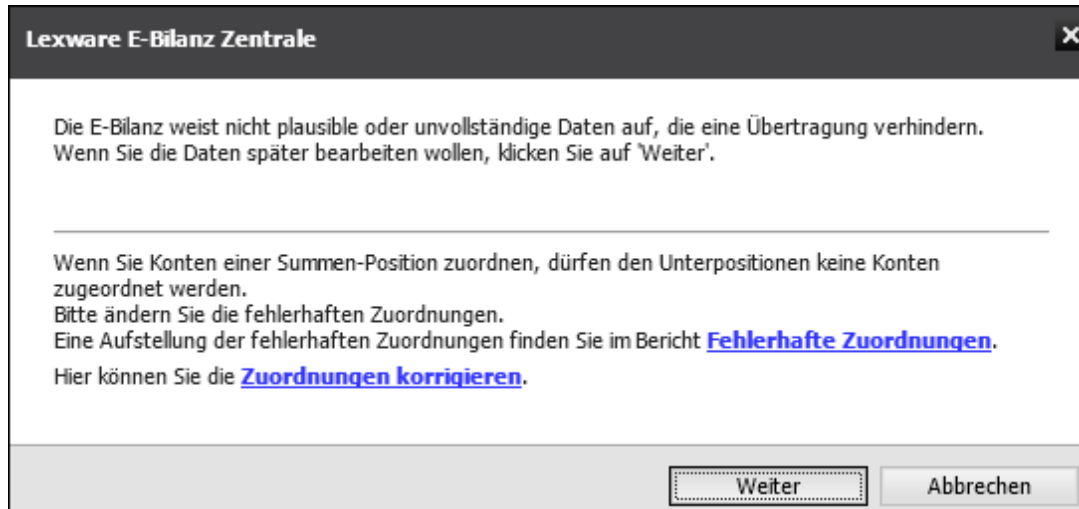 Lexware E-Bilanz Zentrale
Die E-Bilanz weist nicht plausible oder unvollständige Daten auf, die eine Übertragung verhindern.
Wenn Sie die Daten später bearbeiten wollen, klicken Sie auf 'Weiter'.
Wenn Sie Konten einer Summen-Position zuordnen, dürfen den Unterpositionen keine Konten
zugeordnet werden.
Bitte ändern Sie die fehlerhaften Zuordnungen.
Eine Aufstellung der fehlerhaften Zuordnungen finden Sie im Bericht Fehlerhafte Zuordnungen.
Hier können Sie die Zuordnungen korrigieren.
Weiter Abbrechen